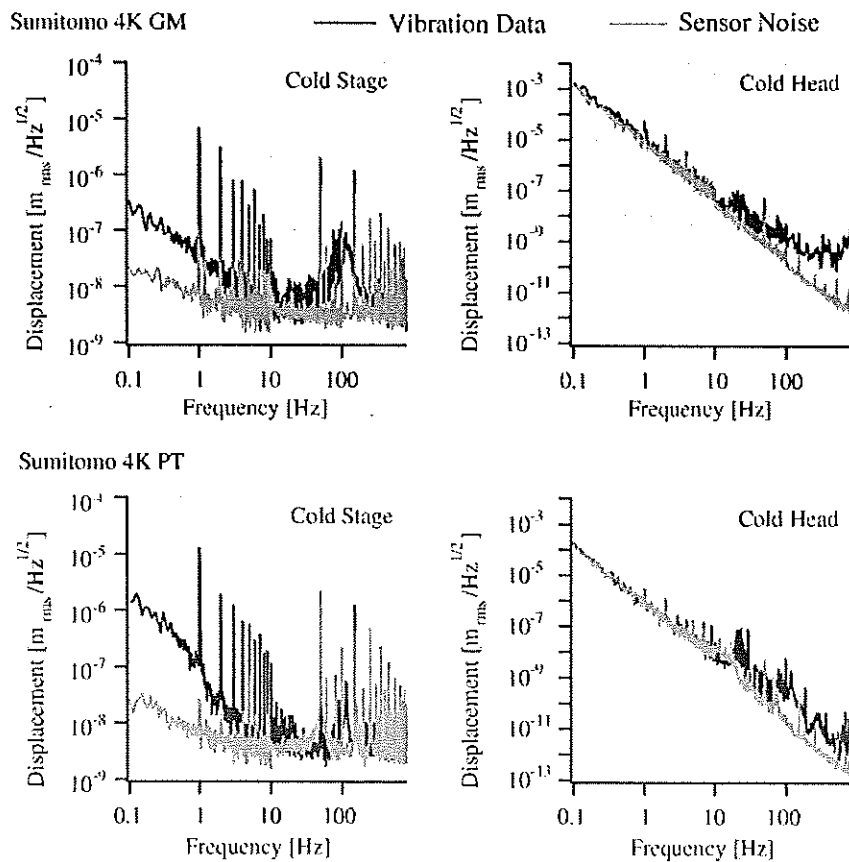 Sumitomo 4K GM
Vibration Data
Sensor Noise
Cold Stage
Displacement [m_rms/Hz^1/2]
10^-4
10^-5
10^-6
10^-7
10^-8
10^-9
0.1 1 10 100
Frequency [Hz]
Cold Head
Displacement [m_rms/Hz^1/2]
10^-3
10^-5
10^-7
10^-9
10^-11
10^-13
0.1 1 10 100
Frequency [Hz]
Sumitomo 4K PT
Cold Stage
Displacement [m_rms/Hz^1/2]
10^-4
10^-5
10^-6
10^-7
10^-8
10^-9
0.1 1 10 100
Frequency [Hz]
Cold Head
Displacement [m_rms/Hz^1/2]
10^-3
10^-5
10^-7
10^-9
10^-11
10^-13
0.1 1 10 100
Frequency [Hz]